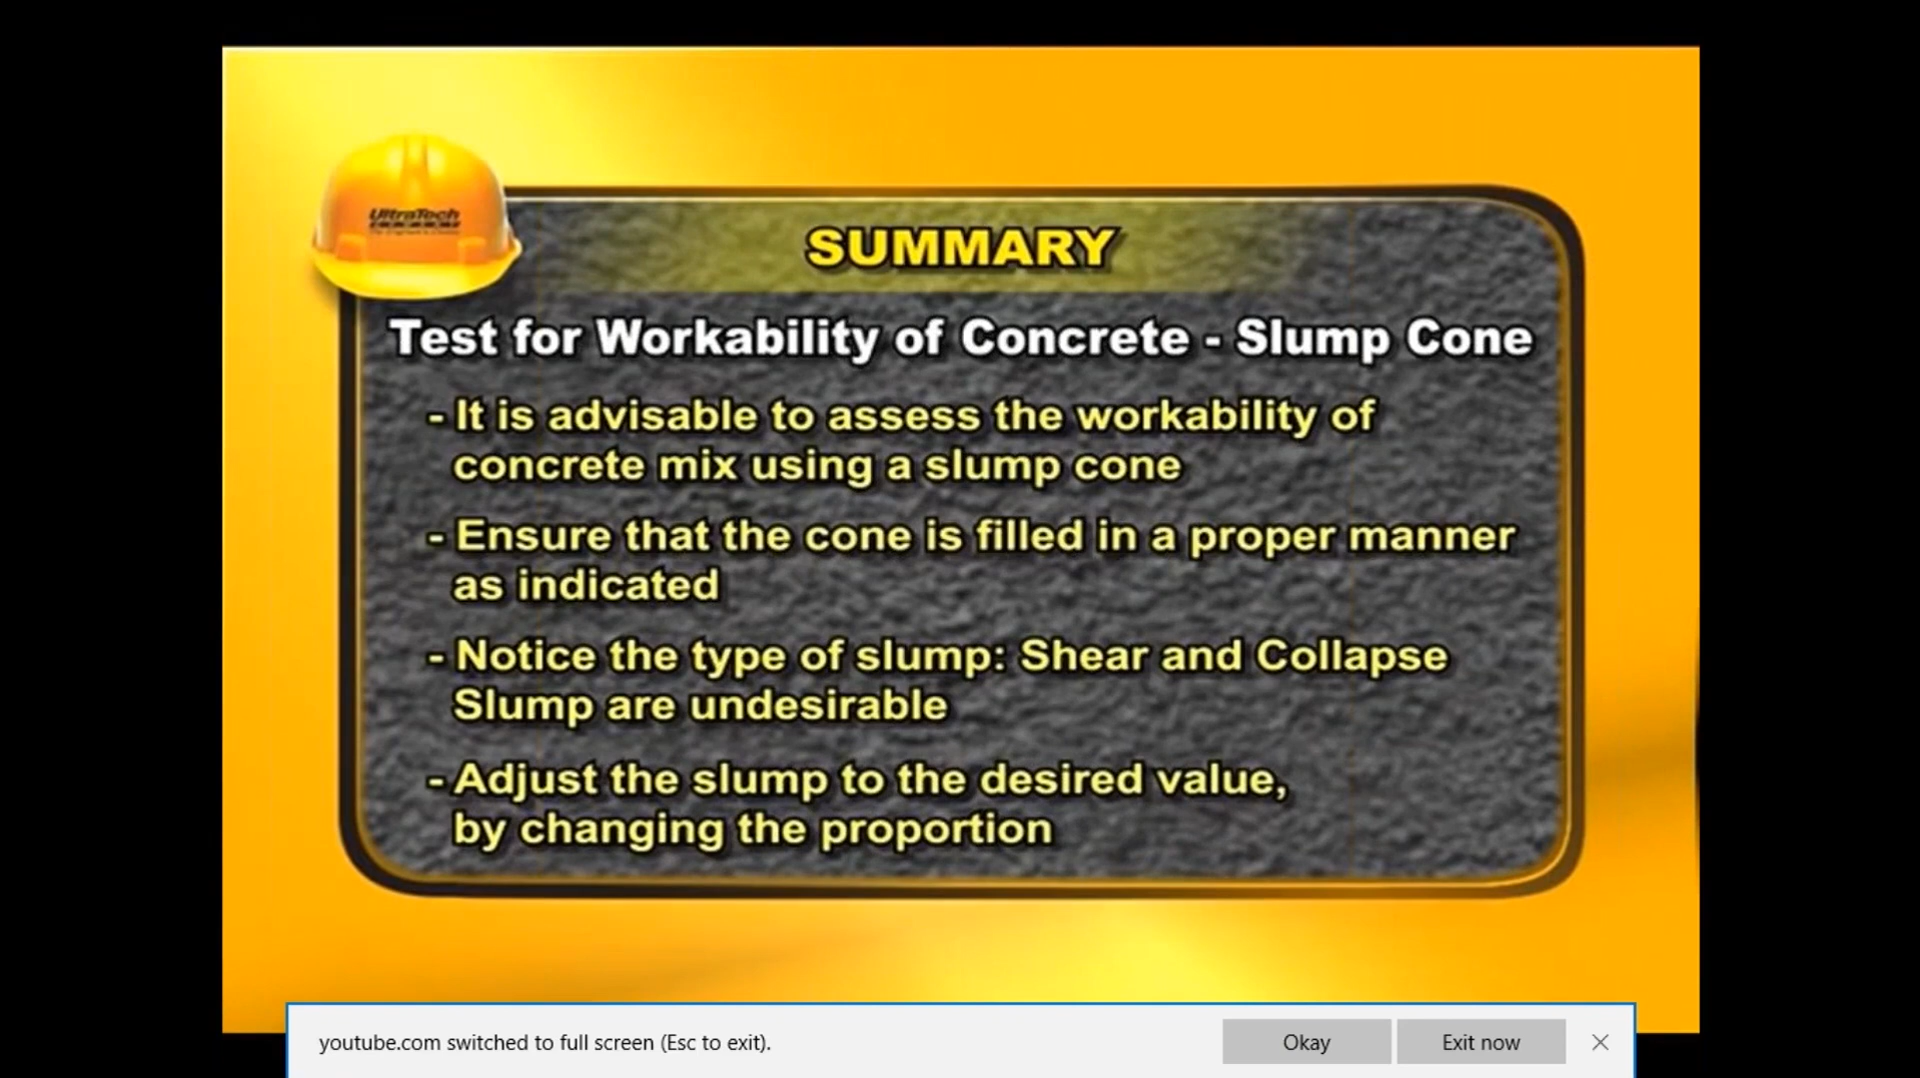 UltraTech
SUMMARY
Test for Workability of Concrete - Slump Cone
- It is advisable to assess the workability of
concrete mix using a slump cone
- Ensure that the cone is filled in a proper manner
as indicated
- Notice the type of slump: Shear and Collapse
Slump are undesirable
- Adjust the slump to the desired value,
by changing the proportion
youtube.com switched to full screen (Esc to exit).
Okay
Exit now